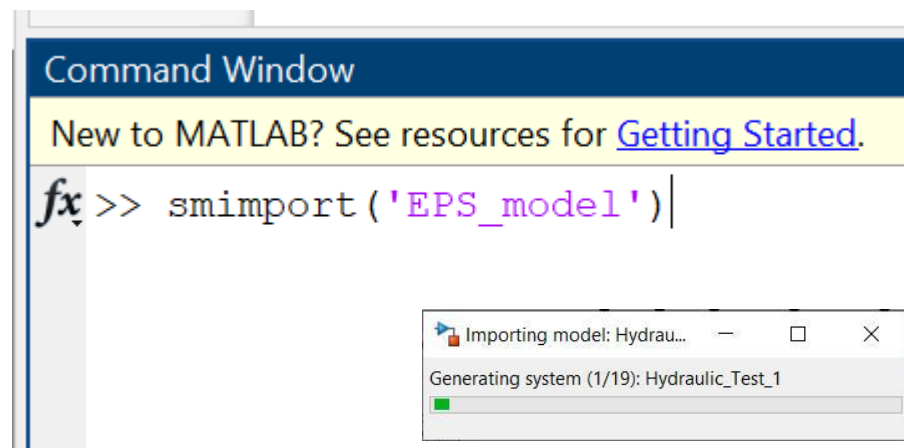 Command Window
New to MATLAB? See resources for Getting Started.
fx >> smimport('EPS_model')
Importing model: Hydrau...
Generating system (1/19): Hydraulic_Test_1